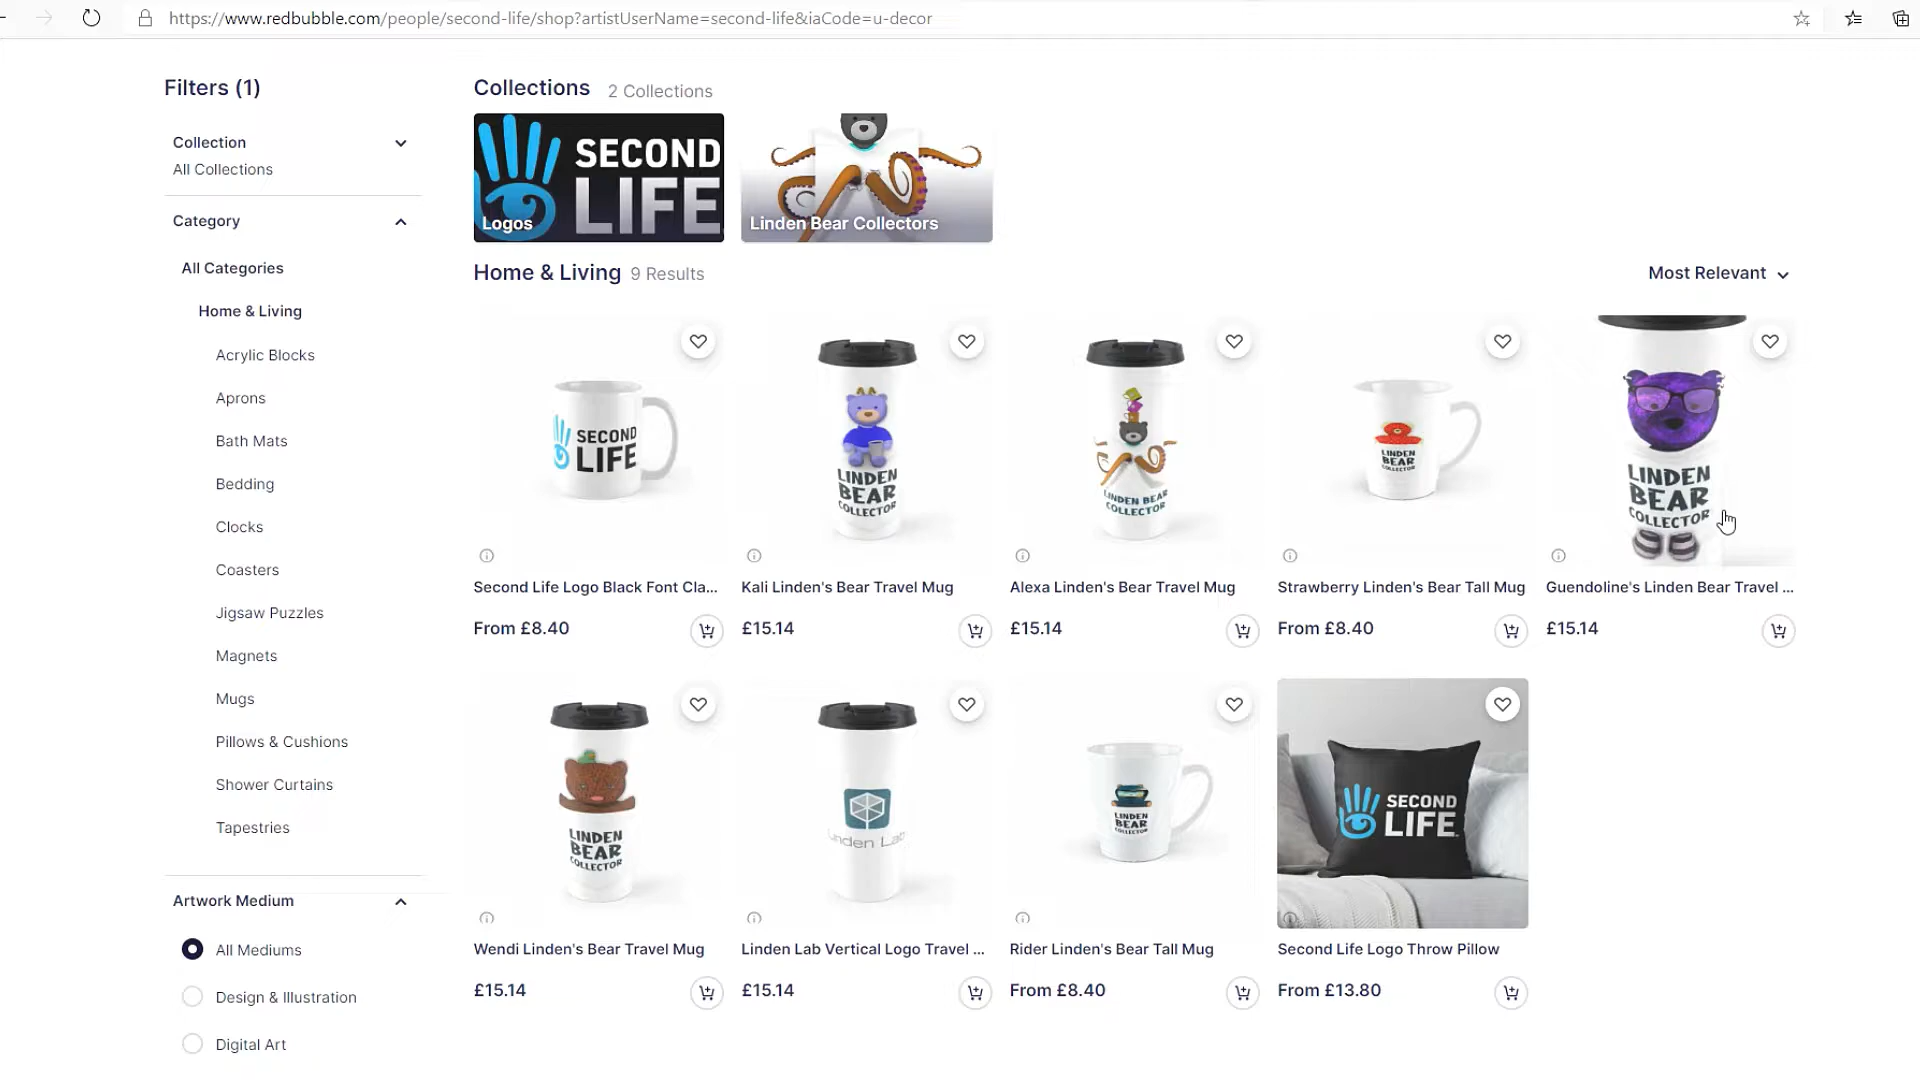 https://www.redbubble.com/people/second-life/shop?artistUserName=second-life&iaCode=u-decor
Filters (1)
Collection
All Collections
Category
All Categories
Home & Living
Acrylic Blocks
Aprons
Bath Mats
Bedding
Clocks
Coasters
Jigsaw Puzzles
Magnets
Mugs
Pillows & Cushions
Shower Curtains
Tapestries
Artwork Medium
All Mediums
Design & Illustration
Digital Art
Collections 2 Collections
SECOND
LIFE
Logos
Linden Bear Collectors
Home & Living 9 Results
Most Relevant
SECOND
LIFE
LINDEN
BEAR
COLLECTOR
LINDEN BEAR
COLLECTOR
LINDEN
BEAR
COLLECTOR
LINDEN
BEAR
COLLECTOR
Second Life Logo Black Font Cla...
Kali Linden's Bear Travel Mug
Alexa Linden's Bear Travel Mug
Strawberry Linden's Bear Tall Mug
Guendoline's Linden Bear Travel ...
From £8.40
£15.14
£15.14
From £8.40
£15.14
LINDEN
BEAR
COLLECTOR
Linden Lab
LINDEN
BEAR
COLLECTOR
SECOND
LIFE
Wendi Linden's Bear Travel Mug
Linden Lab Vertical Logo Travel ...
Rider Linden's Bear Tall Mug
Second Life Logo Throw Pillow
£15.14
£15.14
From £8.40
From £13.80